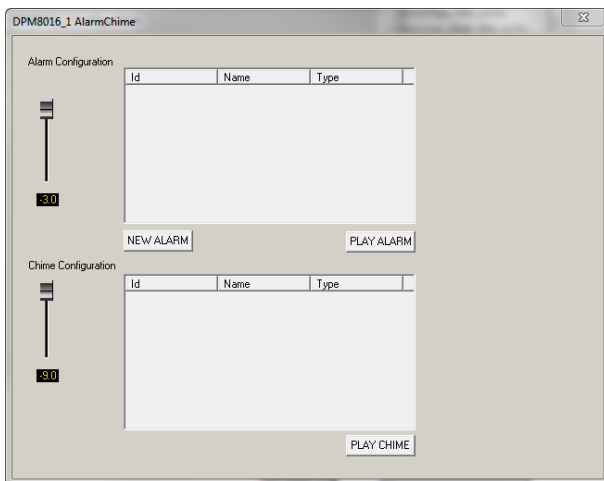 DPM8016_1 AlarmChime
Alarm Configuration
Id Name Type
-3.0
NEW ALARM PLAY ALARM
Chime Configuration
Id Name Type
-9.0
PLAY CHIME